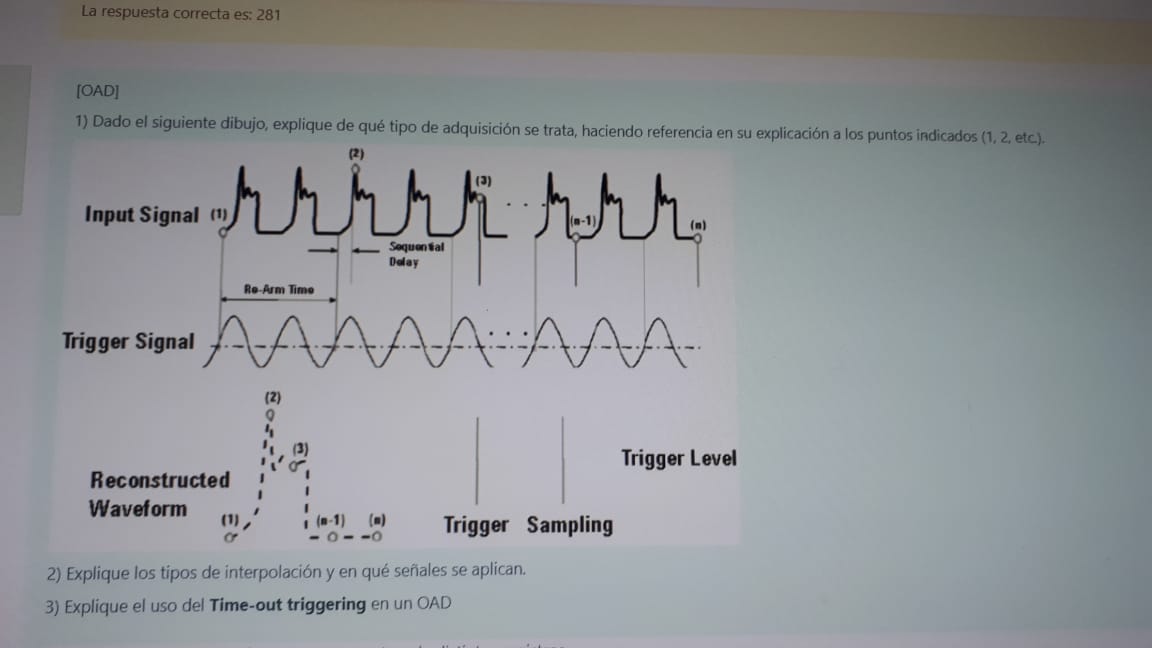 La respuesta correcta es: 281
[OAD]
1) Dado el siguiente dibujo, explique de qué tipo de adquisición se trata, haciendo referencia en su explicación a los puntos indicados (1, 2, etc.).
(2)
(3)
Input Signal (1)
(n-1)
(n)
Sequential
Delay
Re-Arm Time
Trigger Signal
(2)
(3)
Trigger Level
Reconstructed
Waveform
(1)
(n-1) (n)
Trigger Sampling
2) Explique los tipos de interpolación y en qué señales se aplican.
3) Explique el uso del Time-out triggering en un OAD